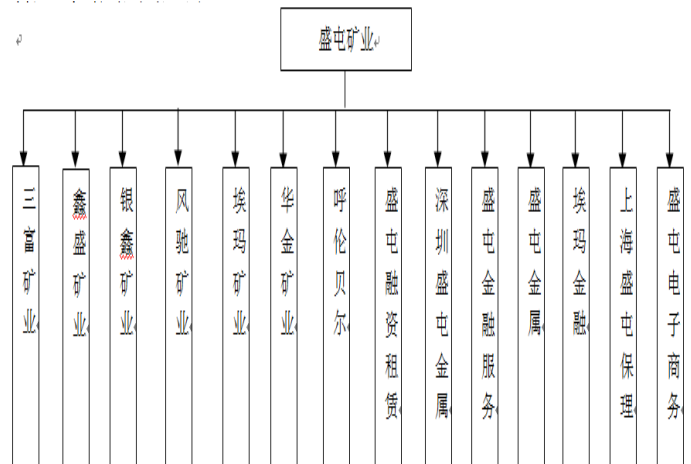 盛屯矿业
三富矿业
鑫盛矿业
银鑫矿业
风驰矿业
埃玛矿业
华金矿业
呼伦贝尔
盛屯融资租赁
深圳盛屯金属
盛屯金融服务
盛屯金属
埃玛金融
上海盛屯保理
盛屯电子商务